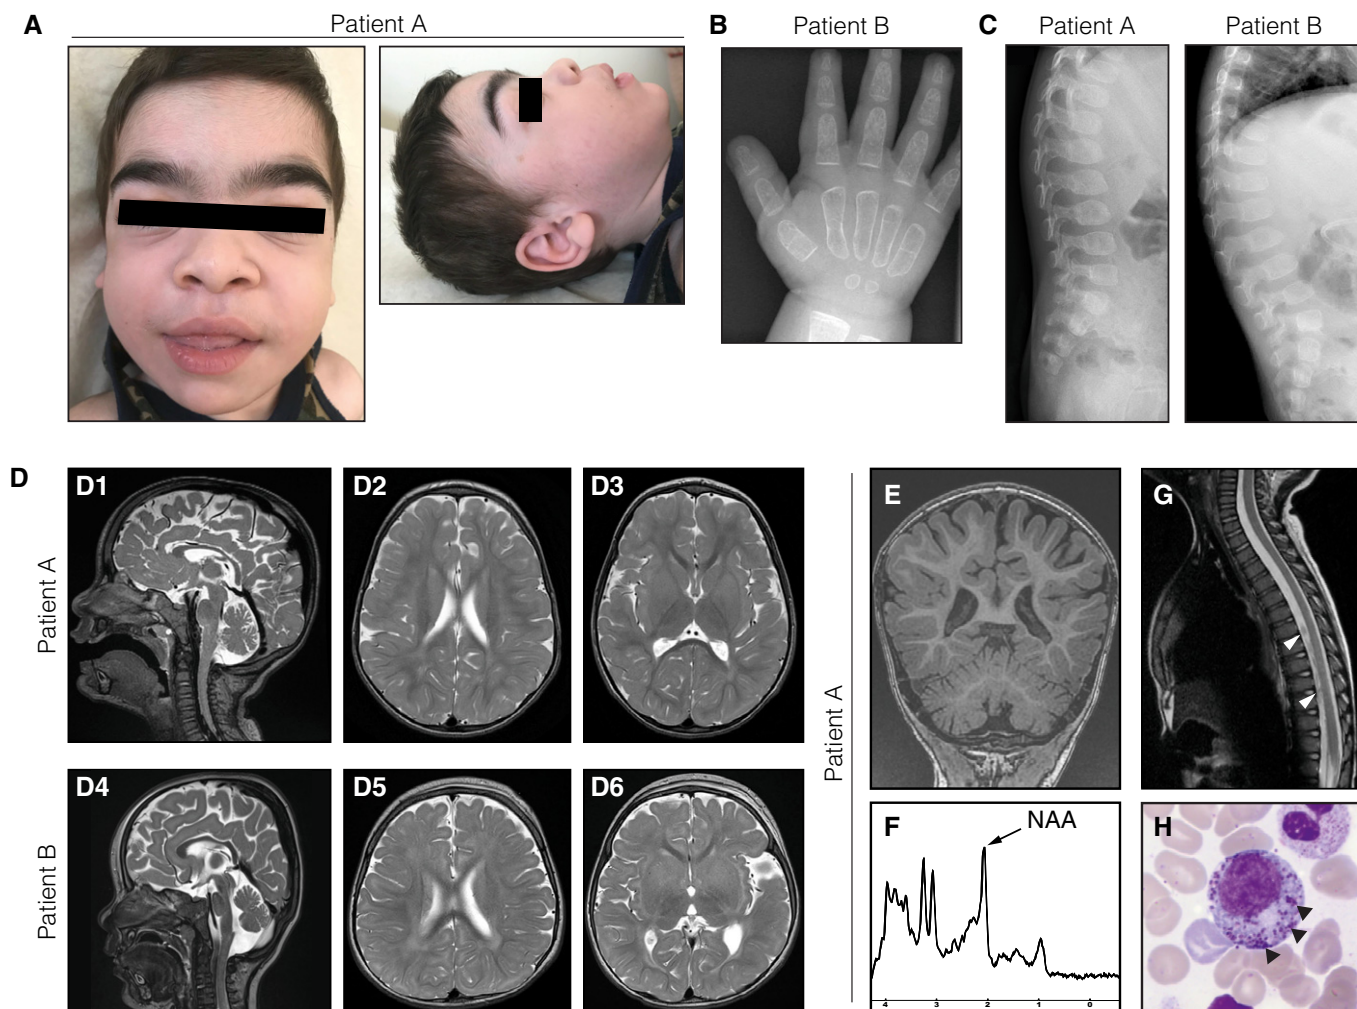 A
Patient A
B
Patient B
C
Patient A
Patient B
D
Patient A
D1
D2
D3
Patient B
D4
D5
D6
Patient A
E
G
F
NAA
4 3 2 1 0
H